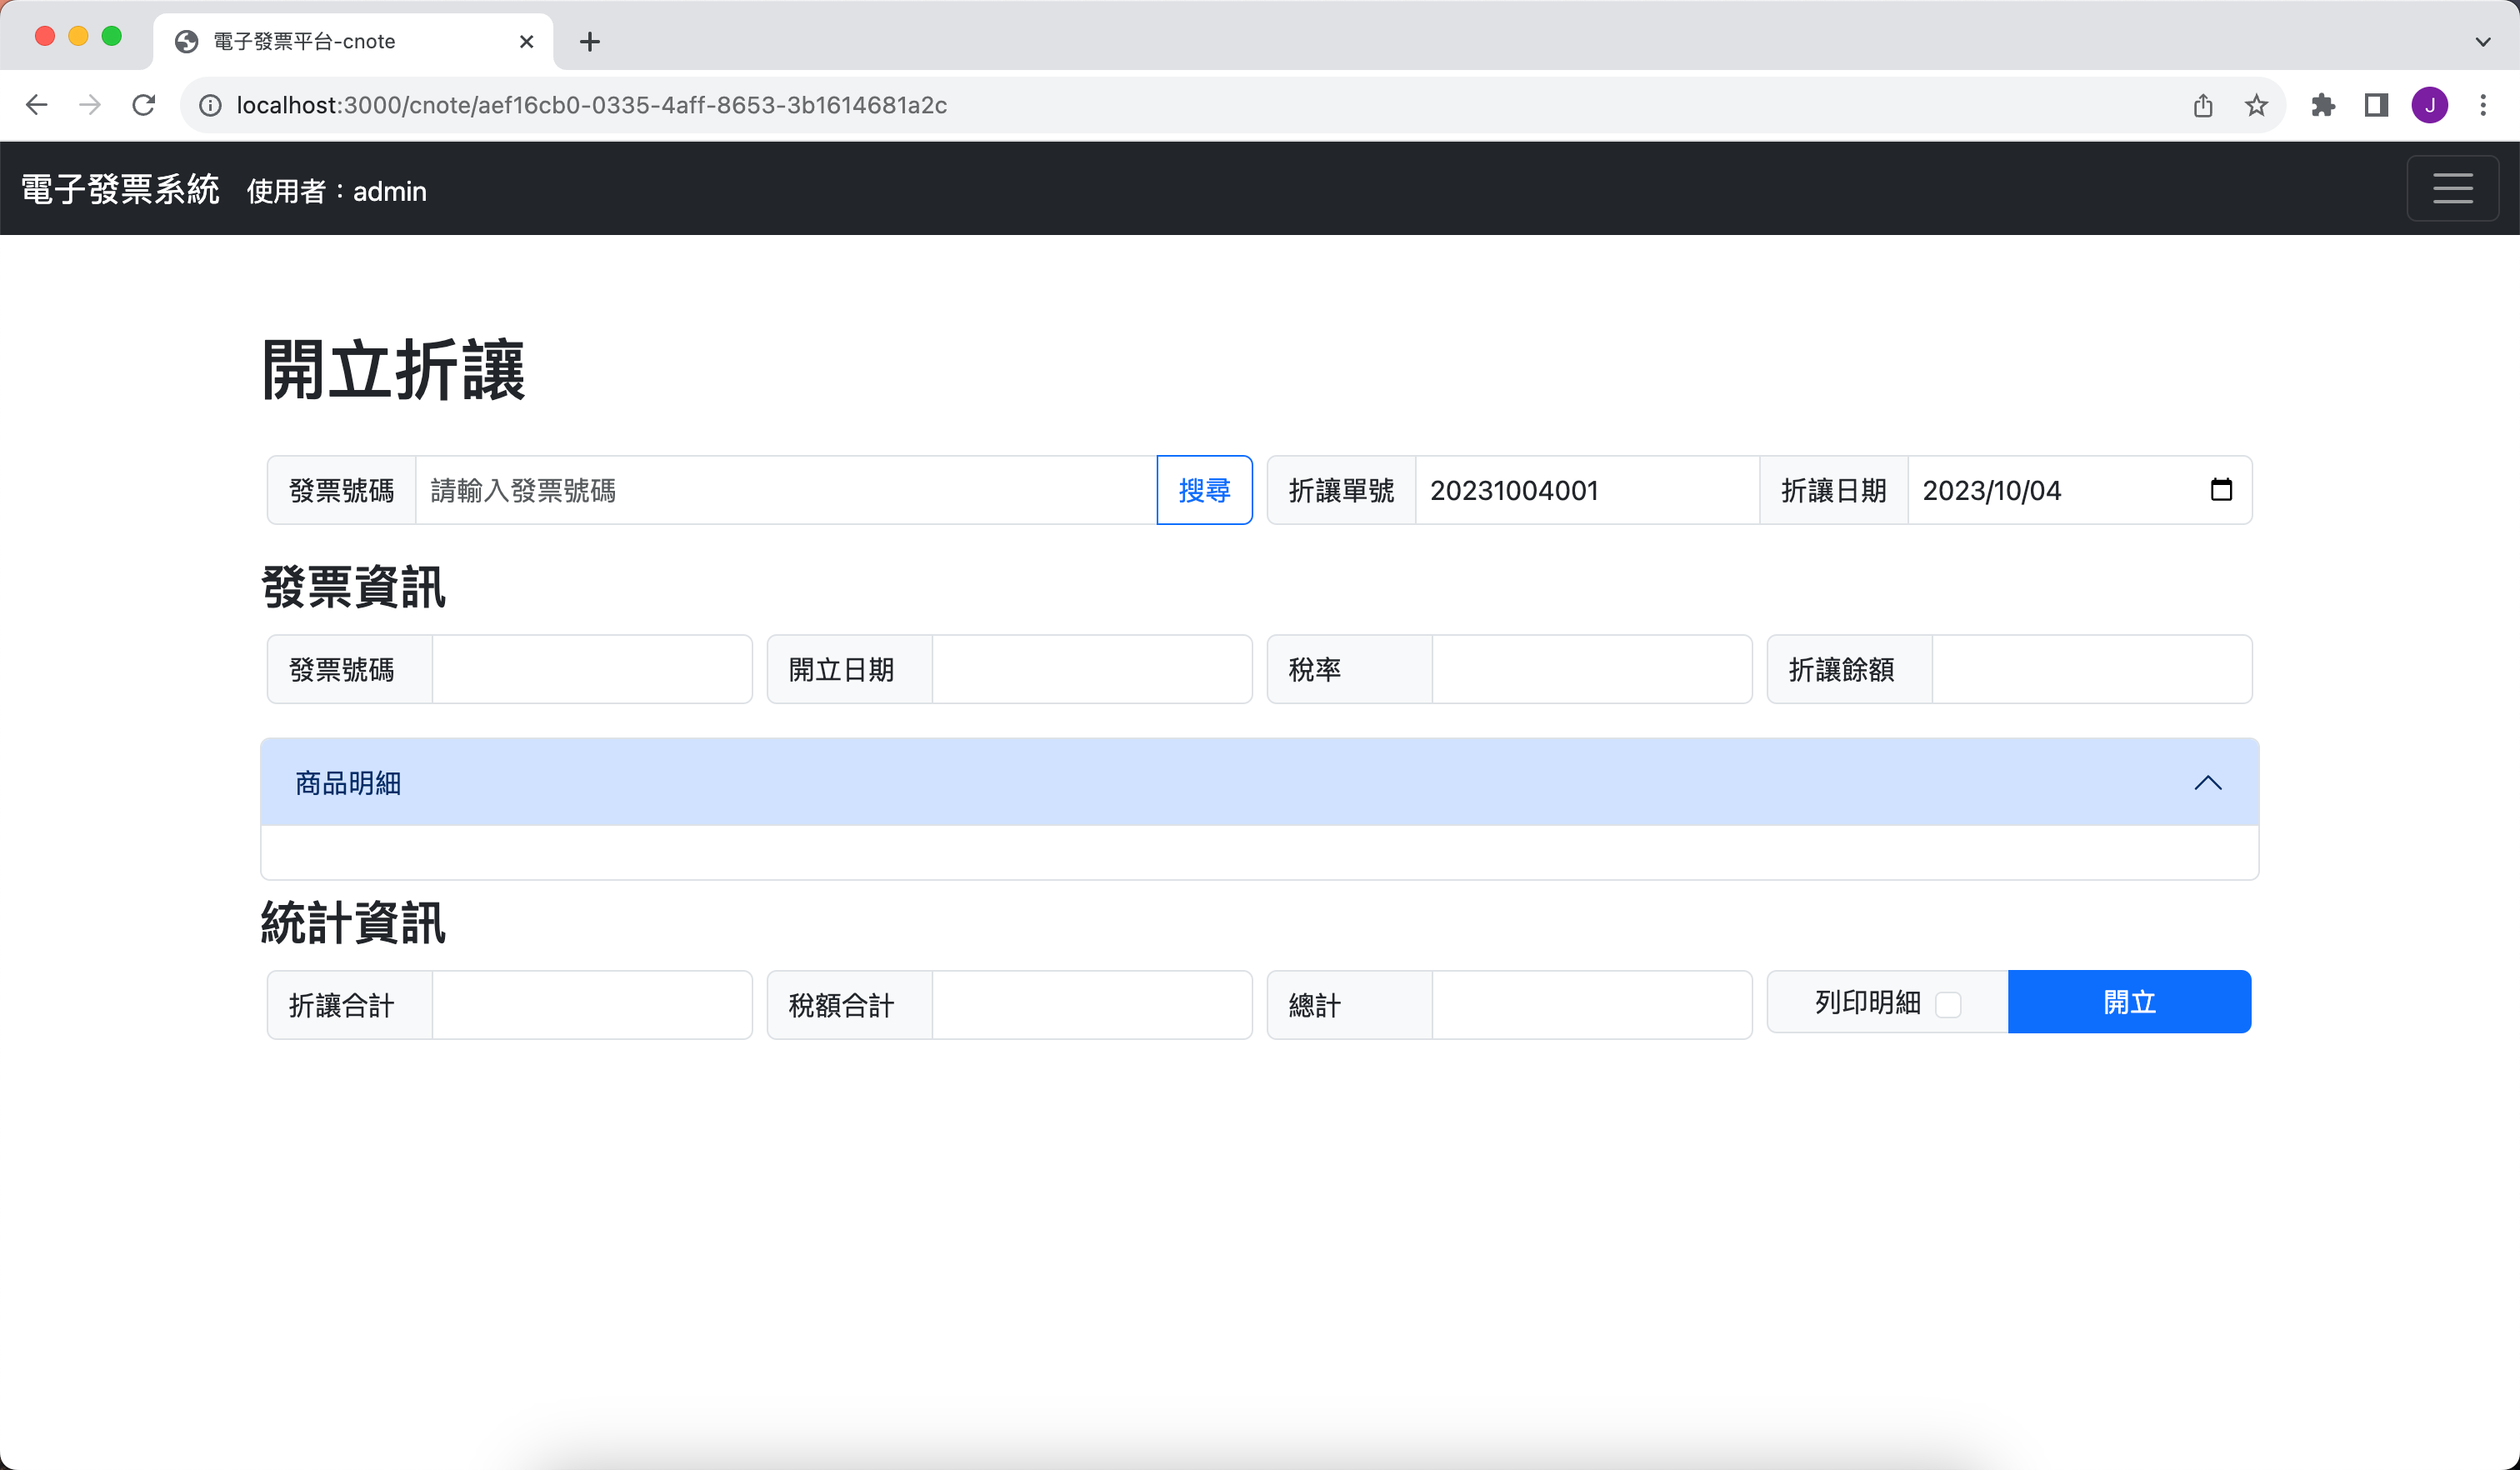 電子發票平台-cnote
localhost:3000/cnote/aef16cb0-0335-4aff-8653-3b1614681a2c
J
電子發票系統 使用者：admin
開立折讓
發票號碼 請輸入發票號碼 搜尋 折讓單號 20231004001 折讓日期 2023/10/04
發票資訊
發票號碼 開立日期 稅率 折讓餘額
商品明細
統計資訊
折讓合計 稅額合計 總計 列印明細 開立